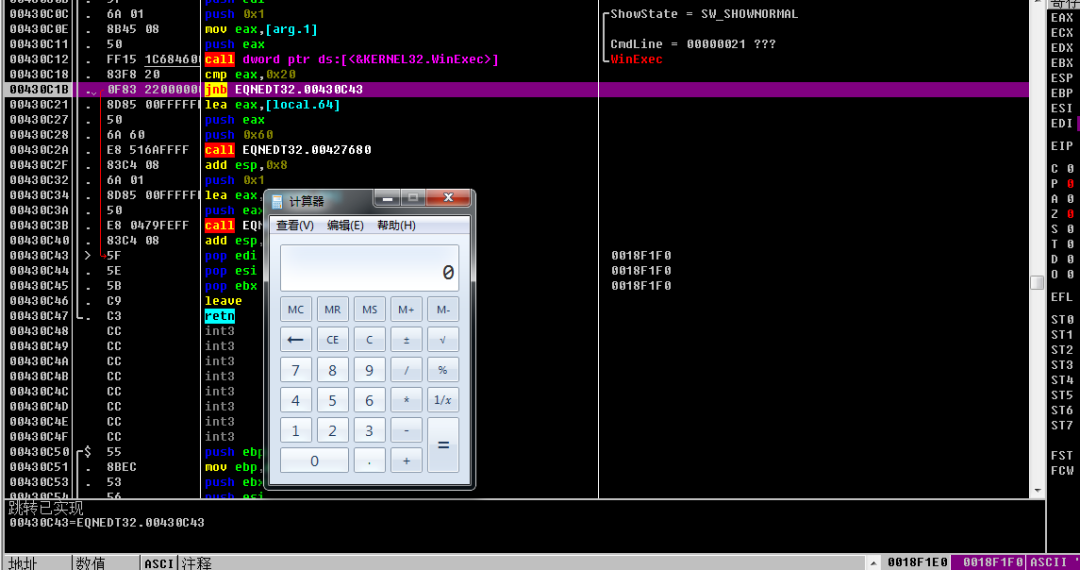 00430C0C . 6A 01 push 0x1 ┌ShowState = SW_SHOWNORMAL
00430C0E . 8B45 08 mov eax,[arg.1]
00430C11 . 50 push eax CmdLine = 00000021 ???
00430C12 . FF15 1C684600 call dword ptr ds:[<&KERNEL32.WinExec>] └WinExec
00430C18 . 83F8 20 cmp eax,0x20
00430C1B .⌄ 0F83 22000000 jnb EQNEDT32.00430C43
00430C21 . 8D85 00FFFFFF lea eax,[local.64]
00430C27 . 50 push eax
00430C28 . 6A 60 push 0x60
00430C2A . E8 516AFFFF call EQNEDT32.00427680
00430C2F . 83C4 08 add esp,0x8
00430C32 . 6A 01 push 0x1
00430C34 . 8D85 00FFFFFF lea eax,
00430C3A . 50 push eax
00430C3B . E8 0479FEFF call EQN
00430C40 . 83C4 08 add esp,
00430C43 > 5F pop edi 0018F1F0
00430C44 . 5E pop esi 0018F1F0
00430C45 . 5B pop ebx 0018F1F0
00430C46 . C9 leave
00430C47 . C3 retn
00430C48 CC int3
00430C49 CC int3
00430C4A CC int3
00430C4B CC int3
00430C4C CC int3
00430C4D CC int3
00430C4E CC int3
00430C4F CC int3
00430C50 $ 55 push ebp
00430C51 . 8BEC mov ebp,
00430C53 . 53 push ebx
00430C54 . 56 push esi
计算器
查看(V) 编辑(E) 帮助(H)
0
MC MR MS M+ M-
← CE C ± √
7 8 9 / %
4 5 6 * 1/x
1 2 3 - =
0 . +
EAX
ECX
EDX
EBX
ESP
EBP
ESI
EDI
EIP
C 0
P 0
A 0
Z 0
S 0
T 0
D 0
O 0
EFL
ST0
ST1
ST2
ST3
ST4
ST5
ST6
ST7
FST
FCW
跳转已实现
00430C43=EQNEDT32.00430C43
地址 数值 ASCI 注释 0018F1E0 0018F1F0 ASCII "